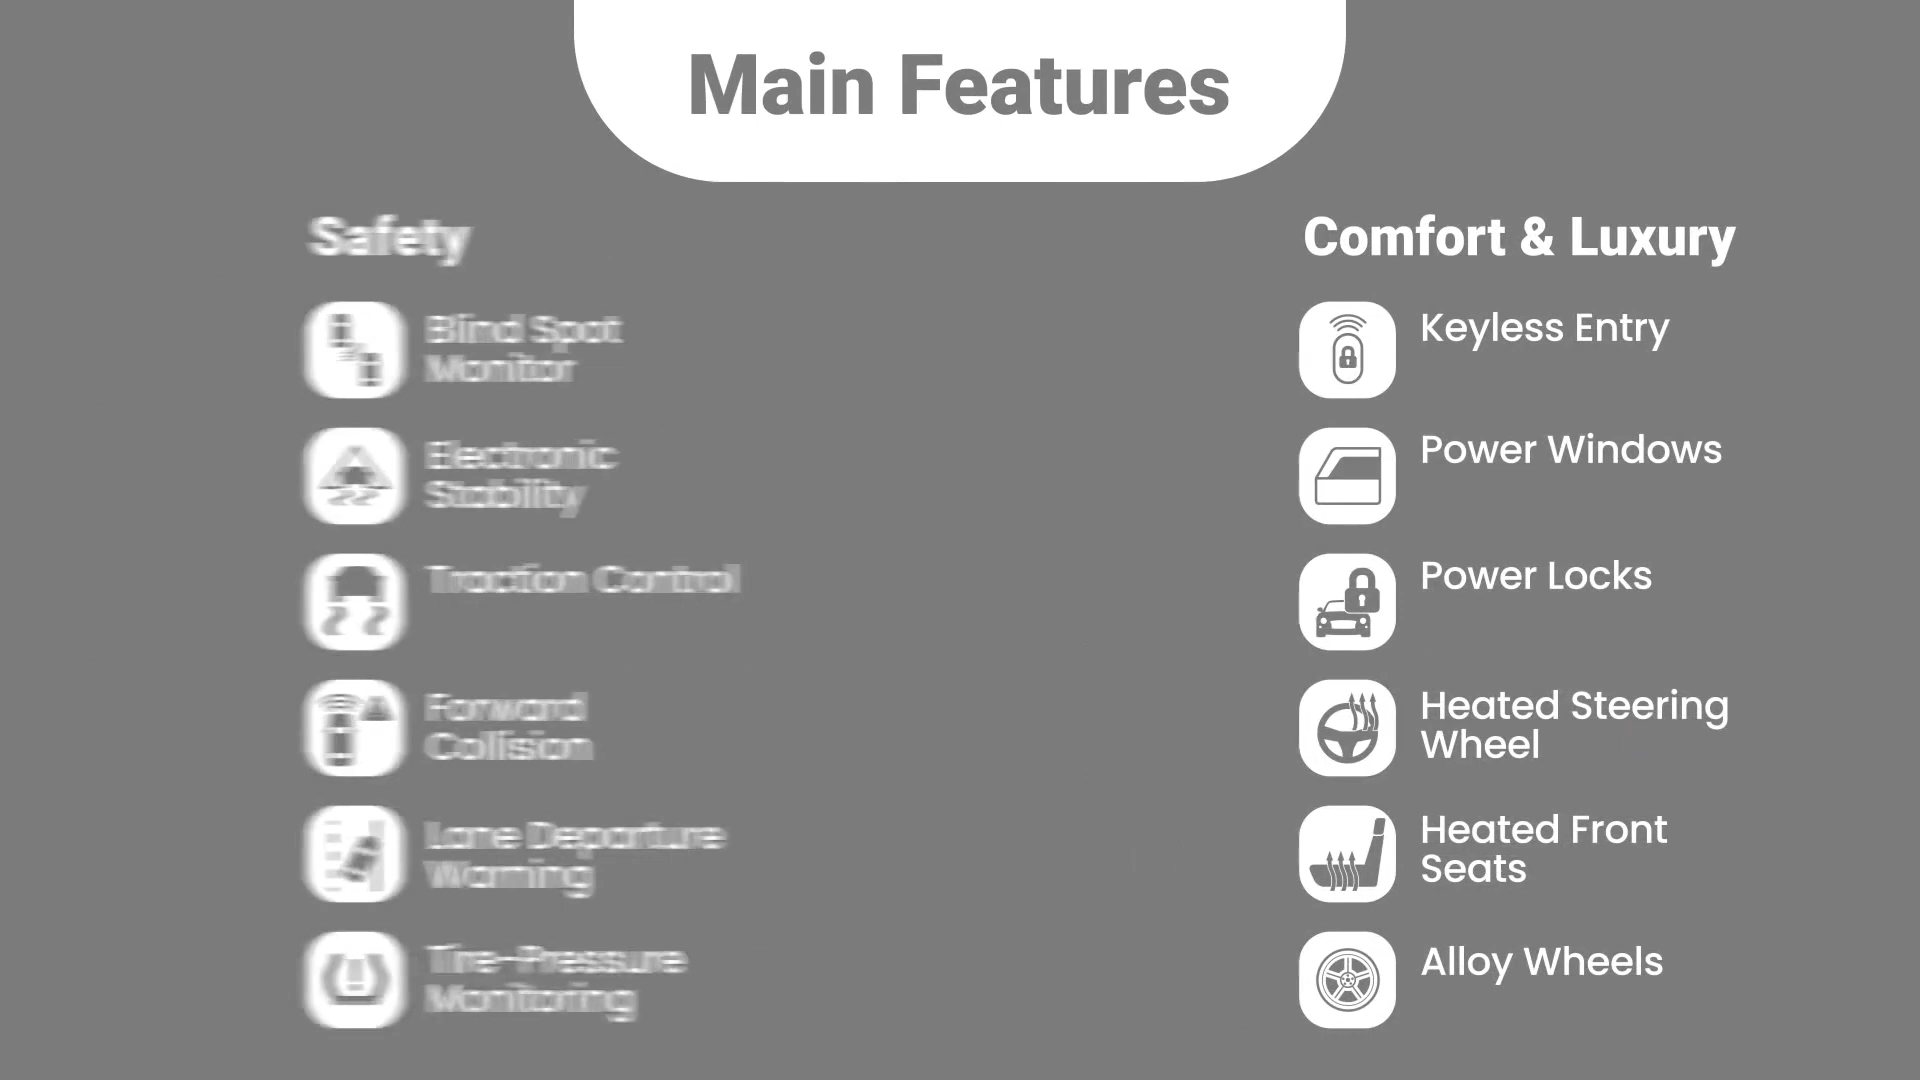 Main Features
Safety
Blind Spot
Monitor
Electronic
Stability
Traction Control
Forward
Collision
Lane Departure
Warning
Tire-Pressure
Monitoring
Comfort & Luxury
Keyless Entry
Power Windows
Power Locks
Heated Steering
Wheel
Heated Front
Seats
Alloy Wheels